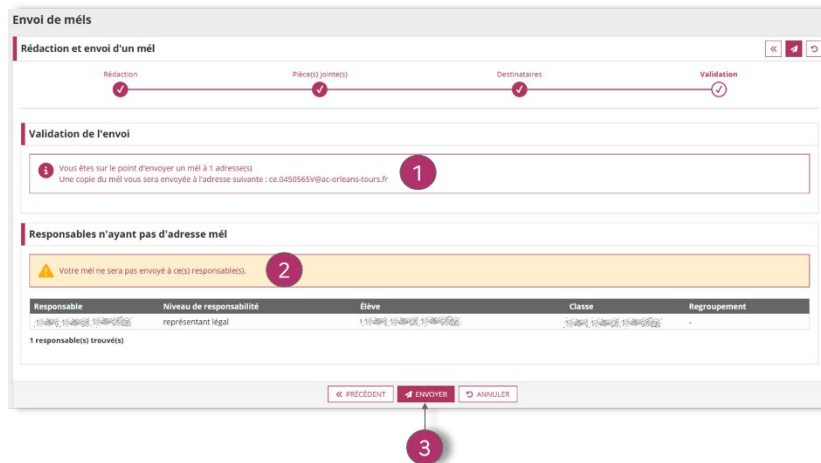 Envoi de méls
Rédaction et envoi d'un mél
Rédaction Pièce(s) jointe(s) Destinataires Validation
Validation de l'envoi
Vous êtes sur le point d'envoyer un mél à 1 adresse(s)
Une copie du mél vous sera envoyée à l'adresse suivante : ce.0450565V@ac-orleans-tours.fr
1
Responsables n'ayant pas d'adresse mél
Votre mél ne sera pas envoyé à ce(s) responsable(s).
2
Responsable Niveau de responsabilité Élève Classe Regroupement
représentant légal -
1 responsable(s) trouvé(s)
PRÉCÉDENT ENVOYER ANNULER
3